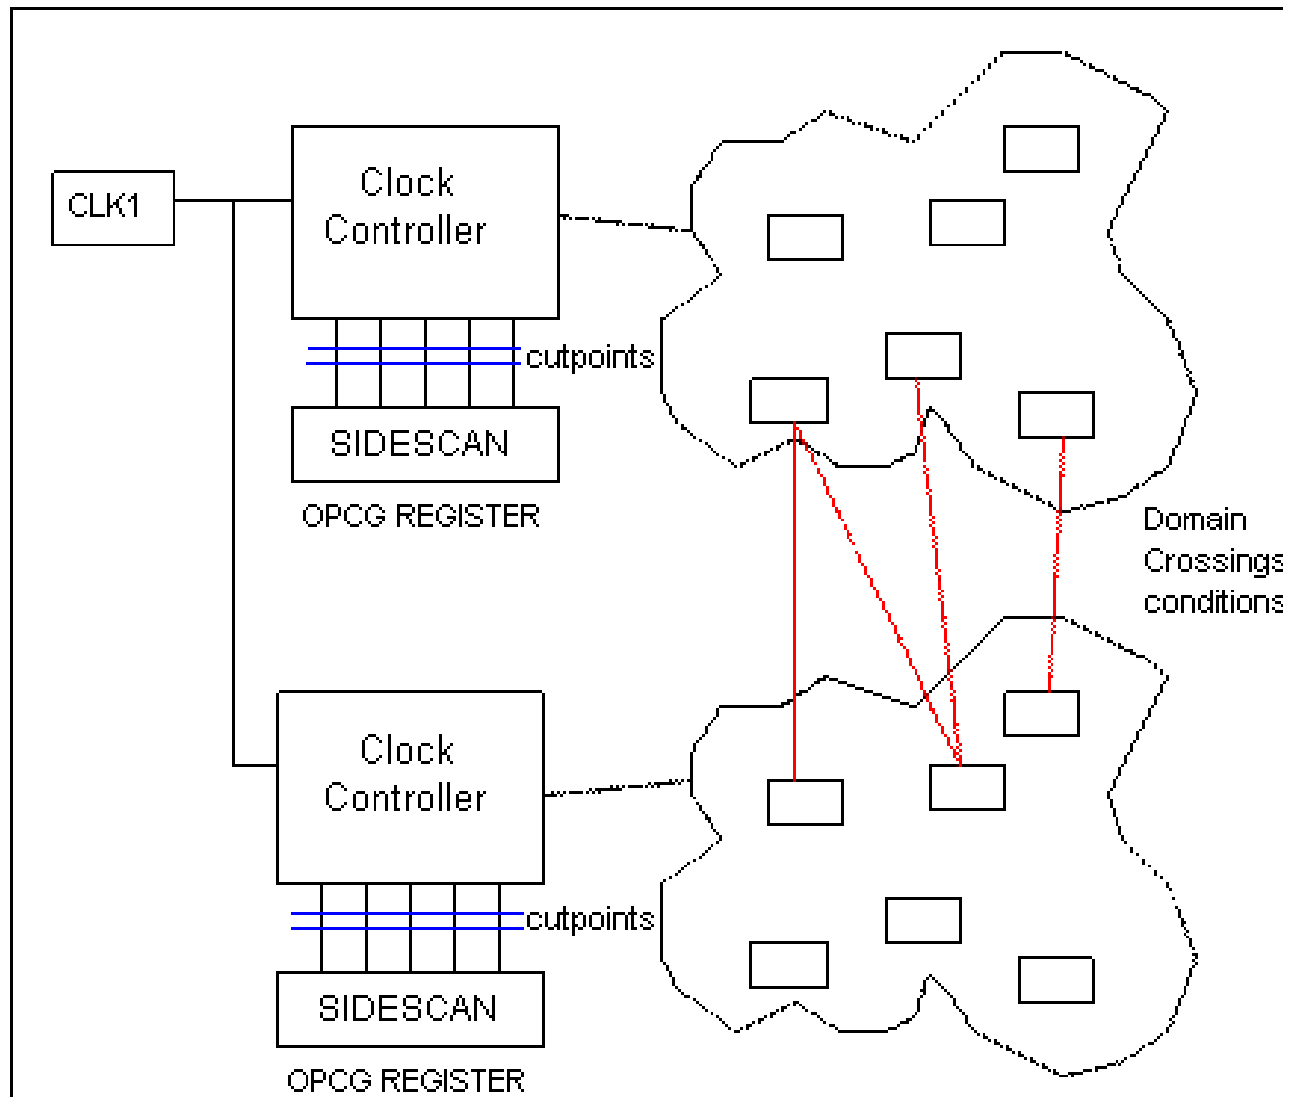 CLK1
Clock
Controller
cutpoints
SIDESCAN
OPCG REGISTER
Domain
Crossings
conditions
Clock
Controller
cutpoints
SIDESCAN
OPCG REGISTER